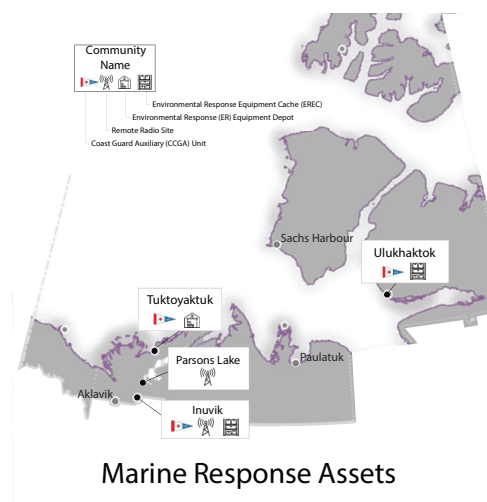 Community
Name
Environmental Response Equipment Cache (EREC)
Environmental Response (ER) Equipment Depot
Remote Radio Site
Coast Guard Auxiliary (CCGA) Unit
Sachs Harbour
Ulukhaktok
Tuktoyaktuk
Parsons Lake
Paulatuk
Aklavik
Inuvik
Marine Response Assets